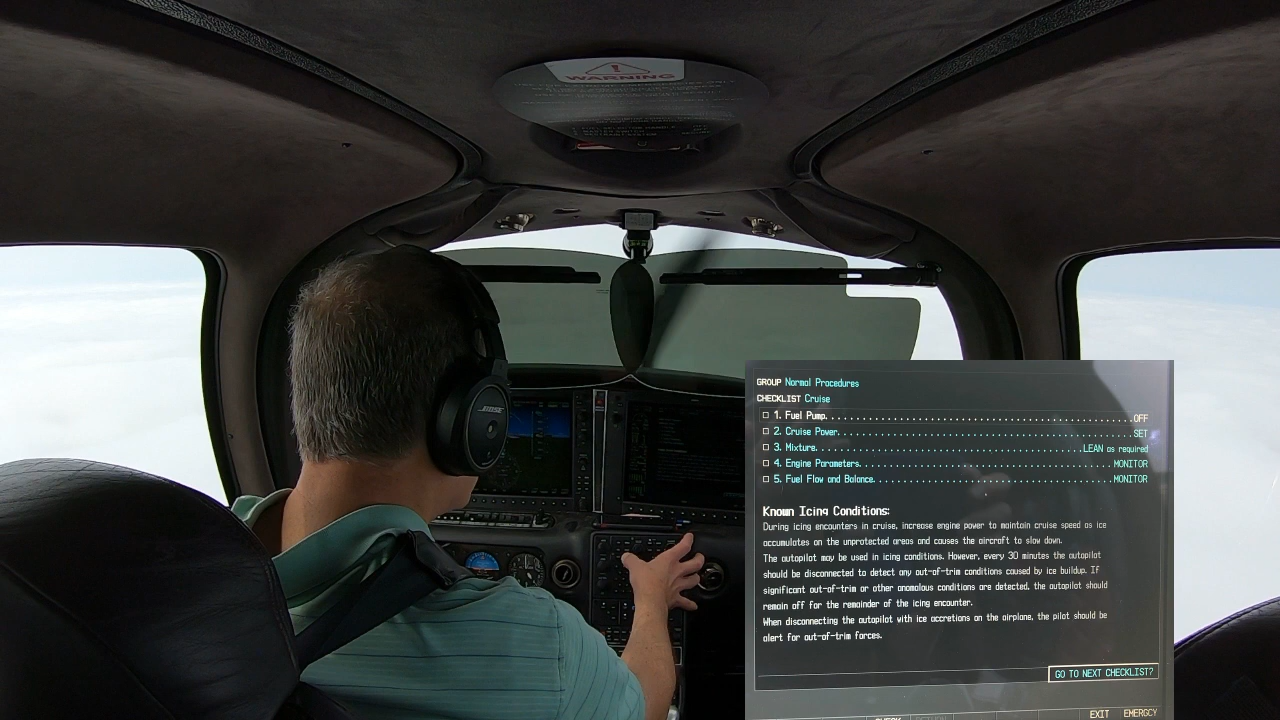 WARNING
BOSE
GROUP Normal Procedures
CHECKLIST Cruise
1. Fuel Pump OFF
2. Cruise Power SET
3. Mixture LEAN as required
4. Engine Parameters MONITOR
5. Fuel Flow and Balance MONITOR
Known Icing Conditions:
During icing encounters in cruise, increase engine power to maintain cruise speed as ice
accumulates on the unprotected areas and causes the aircraft to slow down.
The autopilot may be used in icing conditions. However, every 30 minutes the autopilot
should be disconnected to detect any out-of-trim conditions caused by ice buildup. If
significant out-of-trim or other anomalous conditions are detected, the autopilot should
remain off for the remainder of the icing encounter.
When disconnecting the autopilot with ice accretions on the airplane, the pilot should be
alert for out-of-trim forces.
GO TO NEXT CHECKLIST?
EXIT EMERGCY